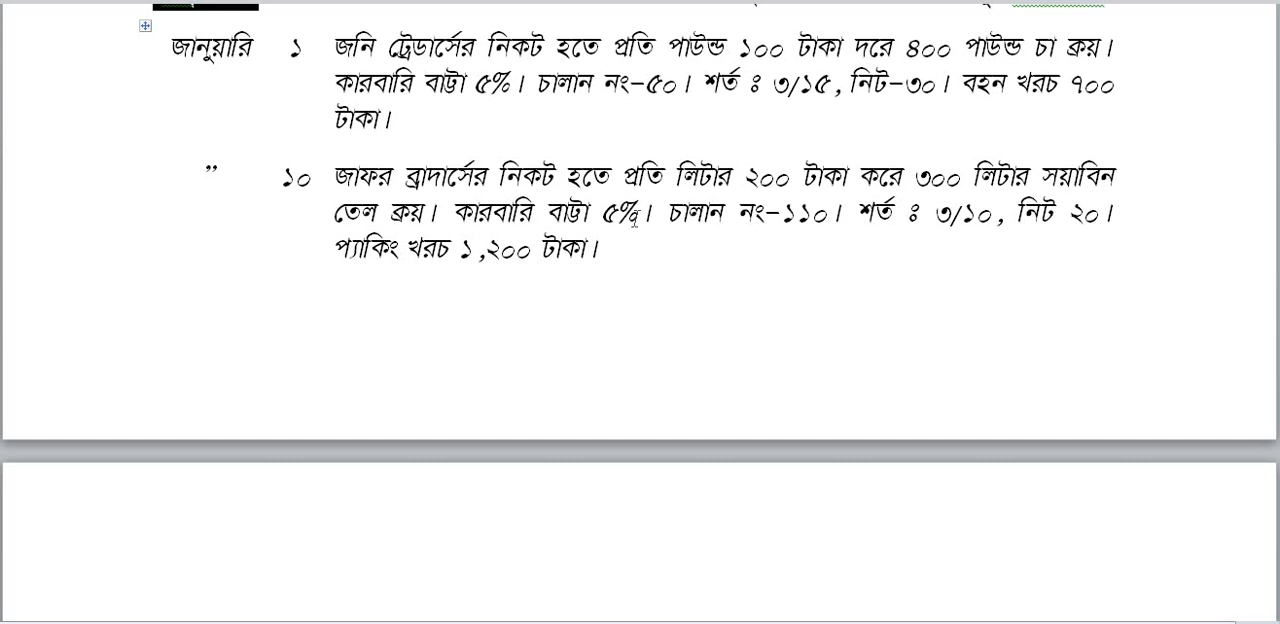 জানুয়ারি ১ জনি ট্রেডার্সের নিকট হতে প্রতি পাউন্ড ১০০ টাকা দরে ৪০০ পাউন্ড চা ক্রয়।
কারবারি বাট্টা ৫%। চালান নং-৫০। শর্ত ঃ ৩/১৫, নিট-৩০। বহন খরচ ৭০০
টাকা।
” ১০ জাফর ব্রাদার্সের নিকট হতে প্রতি লিটার ২০০ টাকা করে ৩০০ লিটার সয়াবিন
তেল ক্রয়। কারবারি বাট্টা ৫%। চালান নং-১১০। শর্ত ঃ ৩/১০, নিট ২০।
প্যাকিং খরচ ১,২০০ টাকা।